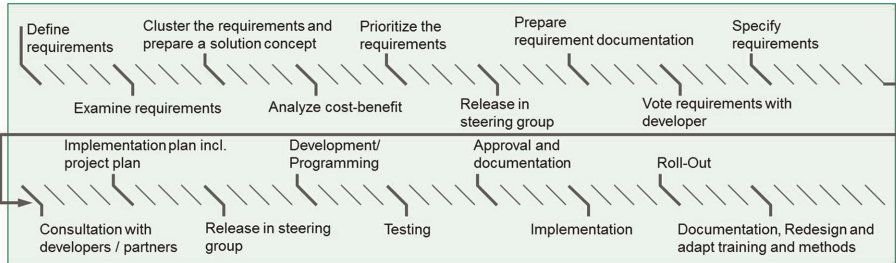 Define
requirements
Examine requirements
Cluster the requirements and
prepare a solution concept
Analyze cost-benefit
Prioritize the
requirements
Release in
steering group
Prepare
requirement documentation
Vote requirements with
developer
Specify
requirements
Consultation with
developers / partners
Implementation plan incl.
project plan
Release in steering
group
Development/
Programming
Testing
Approval and
documentation
Implementation
Roll-Out
Documentation, Redesign and
adapt training and methods